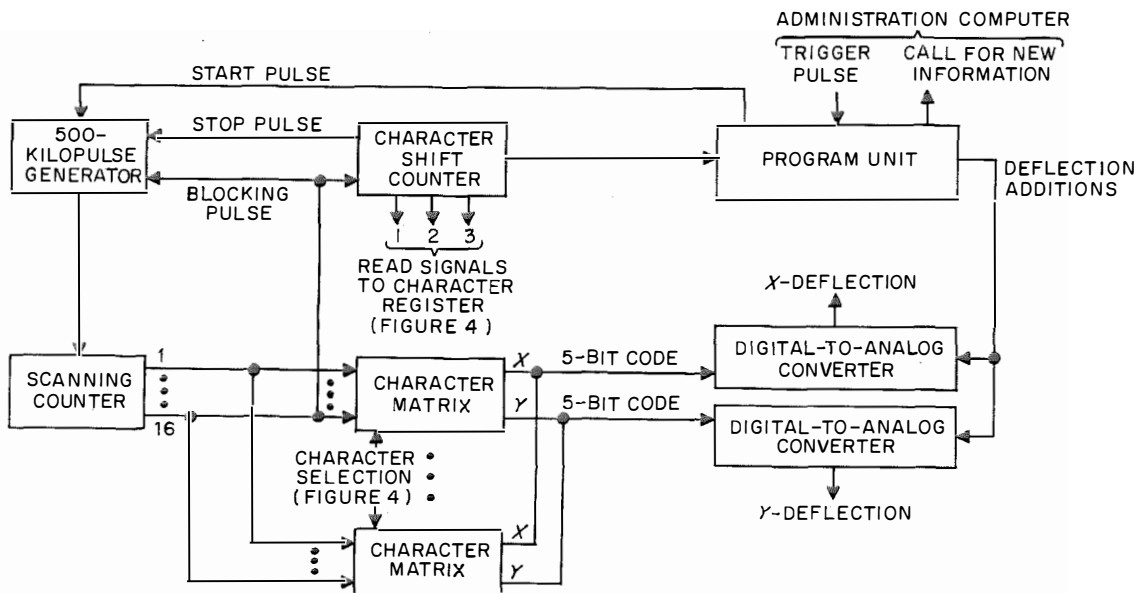 ADMINISTRATION COMPUTER
TRIGGER
PULSE
CALL FOR NEW
INFORMATION
START PULSE
500-
KILOPULSE
GENERATOR
STOP PULSE
BLOCKING
PULSE
CHARACTER
SHIFT
COUNTER
PROGRAM UNIT
DEFLECTION
ADDITIONS
1 2 3
READ SIGNALS
TO CHARACTER
REGISTER
(FIGURE 4)
X-DEFLECTION
SCANNING
COUNTER
1
16
CHARACTER
MATRIX
X
Y
5-BIT CODE
5-BIT CODE
DIGITAL-TO-ANALOG
CONVERTER
DIGITAL-TO-ANALOG
CONVERTER
CHARACTER
SELECTION
(FIGURE 4)
Y-DEFLECTION
CHARACTER
MATRIX
X
Y